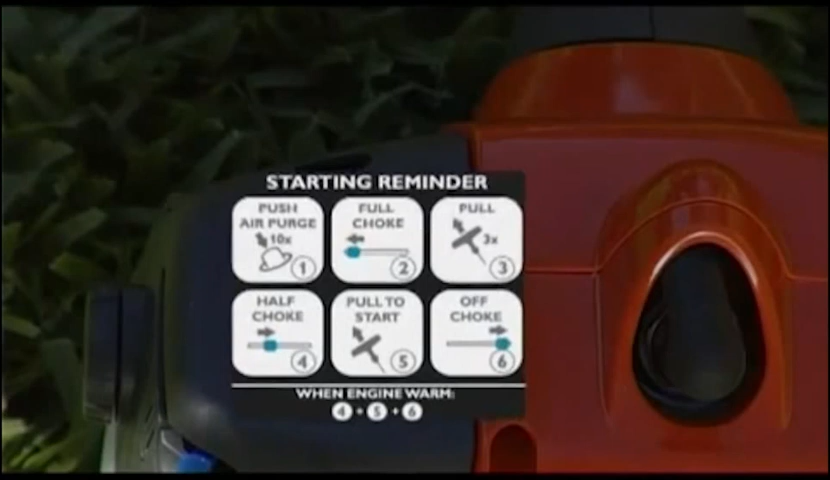 STARTING REMINDER
PUSH
AIR PURGE
10x
1
FULL
CHOKE
2
PULL
3x
3
HALF
CHOKE
4
PULL TO
START
5
OFF
CHOKE
6
WHEN ENGINE WARM:
4 + 5 + 6